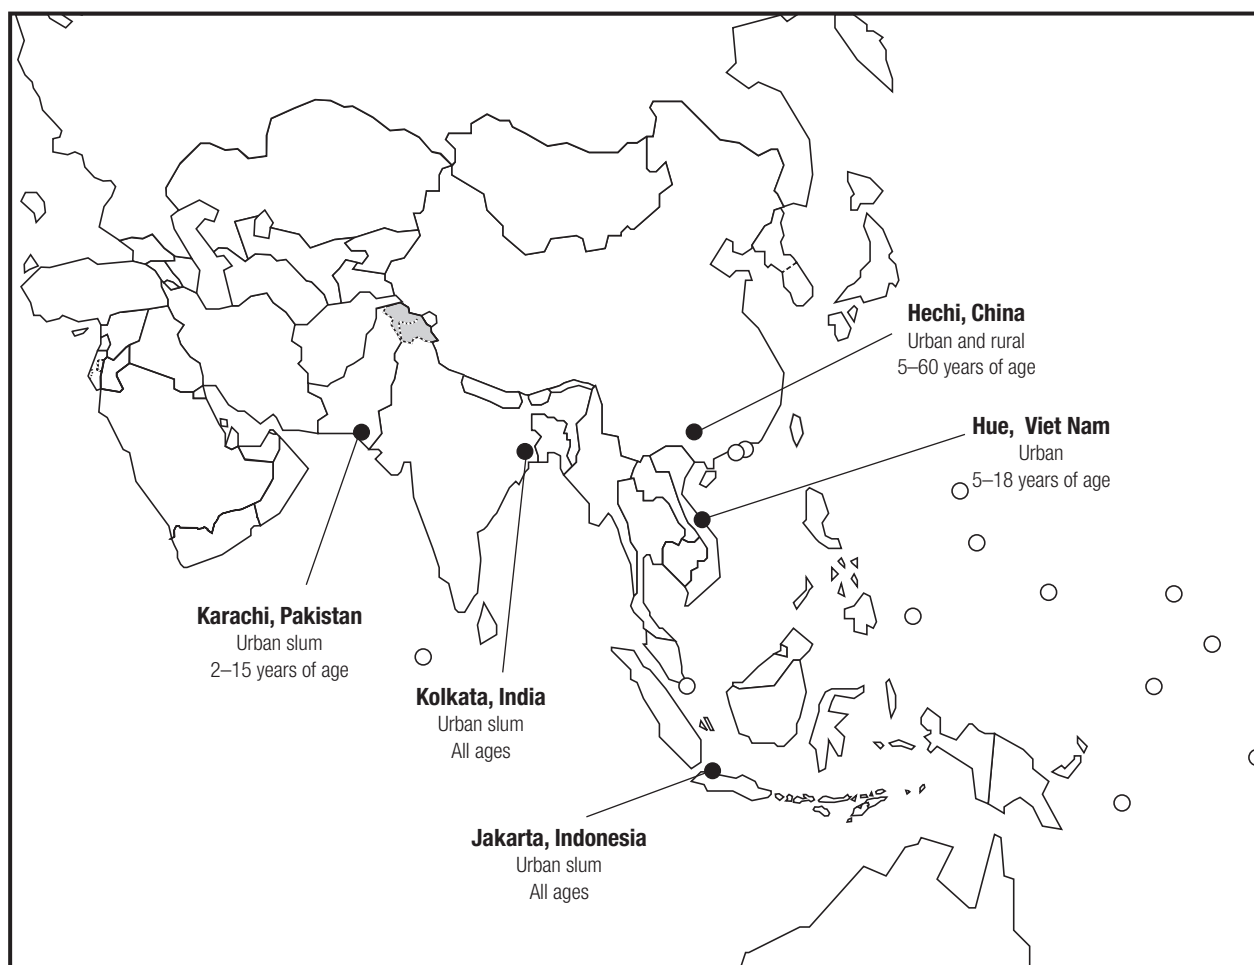 Hechi, China
Urban and rural
5–60 years of age
Hue, Viet Nam
Urban
5–18 years of age
Karachi, Pakistan
Urban slum
2–15 years of age
Kolkata, India
Urban slum
All ages
Jakarta, Indonesia
Urban slum
All ages